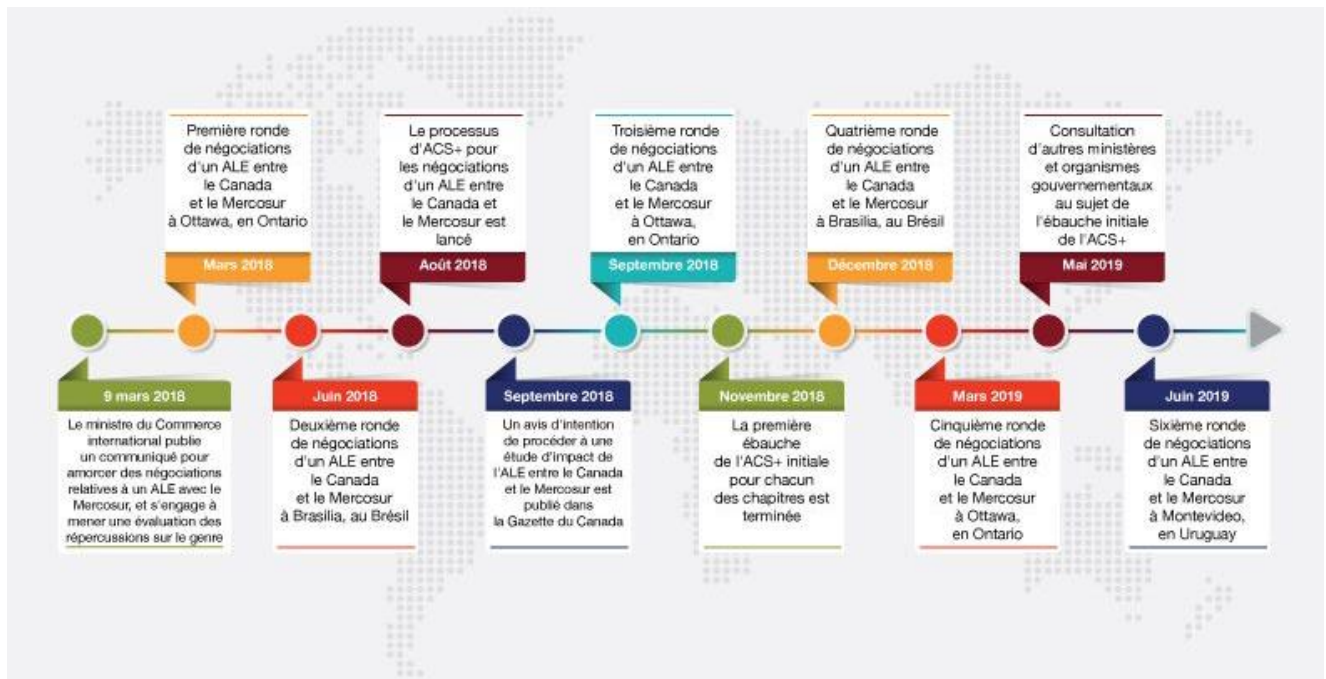 Première ronde
de négociations
d'un ALE entre
le Canada
et le Mercosur
à Ottawa, en Ontario
Mars 2018
Le processus
d'ACS+ pour
les négociations
d'un ALE entre
le Canada et
le Mercosur est
lancé
Août 2018
Troisième ronde
de négociations
d'un ALE entre
le Canada
et le Mercosur
à Ottawa,
en Ontario
Septembre 2018
Quatrième ronde
de négociations
d'un ALE entre
le Canada
et le Mercosur
à Brasilia, au Brésil
Décembre 2018
Consultation
d'autres ministères
et organismes
gouvernementaux
au sujet de
l'ébauche initiale
de l'ACS+
Mai 2019
9 mars 2018
Le ministre du Commerce
international publie
un communiqué pour
amorcer des négociations
relatives à un ALE avec le
Mercosur, et s'engage à
mener une évaluation des
répercussions sur le genre
Juin 2018
Deuxième ronde
de négociations
d'un ALE entre
le Canada
et le Mercosur
à Brasilia, au Brésil
Septembre 2018
Un avis d'intention
de procéder à une
étude d'impact de
l'ALE entre le Canada
et le Mercosur est
publié dans
la Gazette du Canada
Novembre 2018
La première
ébauche
de l'ACS+ initiale
pour chacun
des chapitres est
terminée
Mars 2019
Cinquième ronde
de négociations
d'un ALE entre
le Canada
et le Mercosur
à Ottawa,
en Ontario
Juin 2019
Sixième ronde
de négociations
d'un ALE entre
le Canada
et le Mercosur
à Montevideo,
en Uruguay